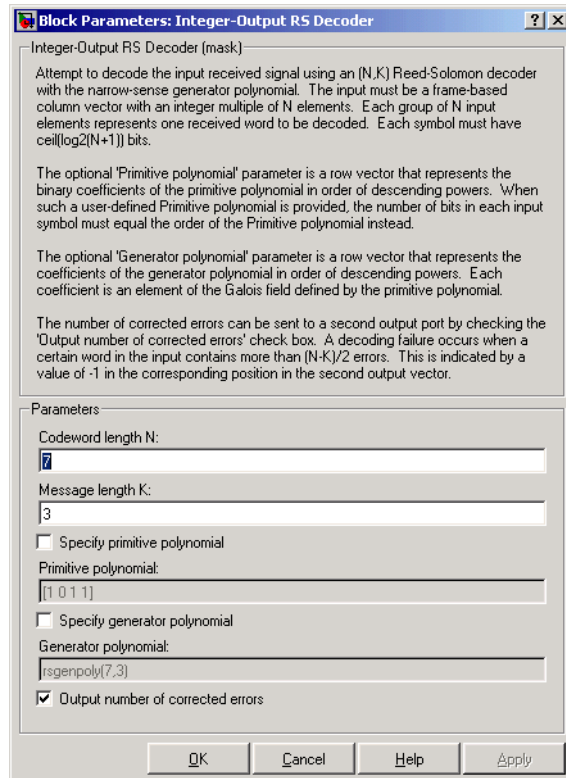 Block Parameters: Integer-Output RS Decoder
Integer-Output RS Decoder (mask)
Attempt to decode the input received signal using an (N,K) Reed-Solomon decoder
with the narrow-sense generator polynomial. The input must be a frame-based
column vector with an integer multiple of N elements. Each group of N input
elements represents one received word to be decoded. Each symbol must have
ceil(log2(N+1)) bits.
The optional 'Primitive polynomial' parameter is a row vector that represents the
binary coefficients of the primitive polynomial in order of descending powers. When
such a user-defined Primitive polynomial is provided, the number of bits in each input
symbol must equal the order of the Primitive polynomial instead.
The optional 'Generator polynomial' parameter is a row vector that represents the
coefficients of the generator polynomial in order of descending powers. Each
coefficient is an element of the Galois field defined by the primitive polynomial.
The number of corrected errors can be sent to a second output port by checking the
'Output number of corrected errors' check box. A decoding failure occurs when a
certain word in the input contains more than (N-K)/2 errors. This is indicated by a
value of -1 in the corresponding position in the second output vector.
Parameters
Codeword length N:
7
Message length K:
3
Specify primitive polynomial
Primitive polynomial:
[1 0 1 1]
Specify generator polynomial
Generator polynomial:
rsgenpoly(7,3)
Output number of corrected errors
OK Cancel Help Apply